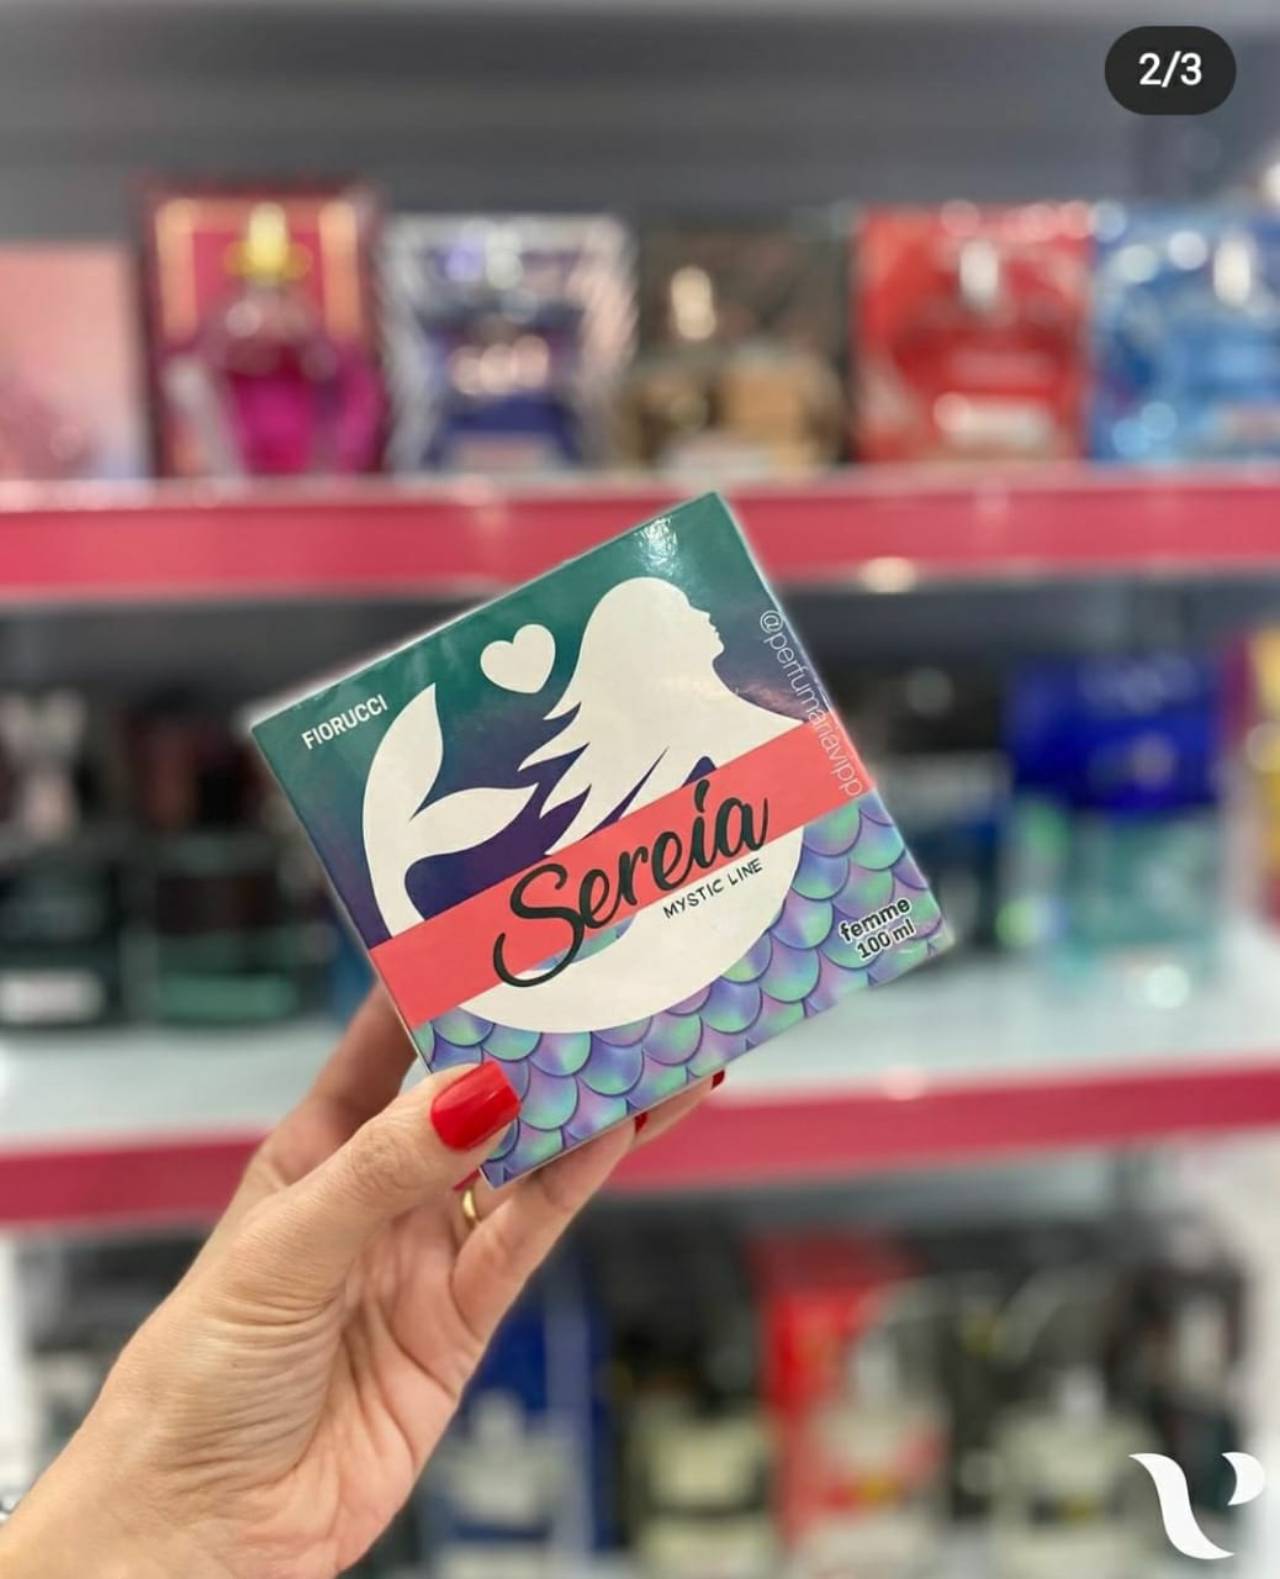 2/3
FIORUCCI
@perfumariavipp
Sereia
MYSTIC LINE
femme
100 ml